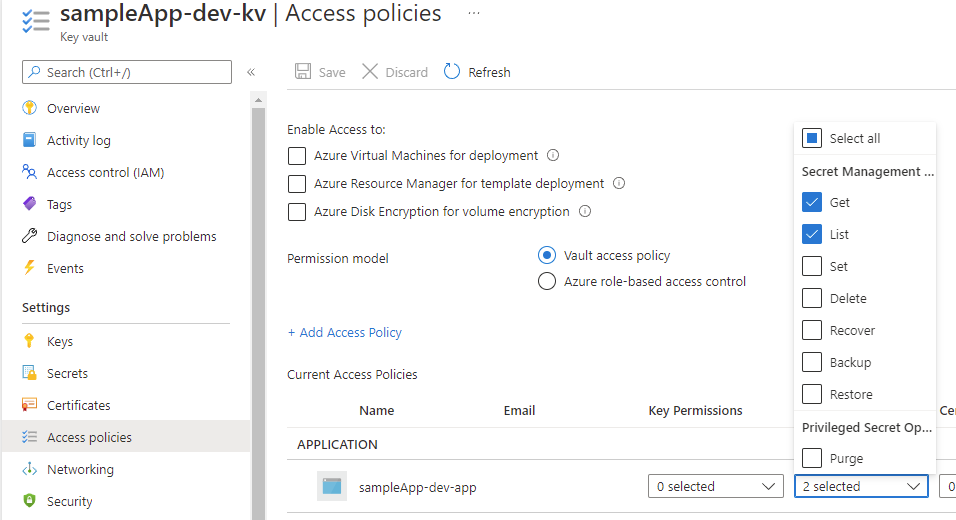 sampleApp-dev-kv | Access policies ...
Key vault
Search (Ctrl+/)
«
Save
Discard
Refresh
Overview
Activity log
Access control (IAM)
Tags
Diagnose and solve problems
Events
Settings
Keys
Secrets
Certificates
Access policies
Networking
Security
Enable Access to:
Azure Virtual Machines for deployment
Azure Resource Manager for template deployment
Azure Disk Encryption for volume encryption
Permission model
Vault access policy
Azure role-based access control
+ Add Access Policy
Current Access Policies
Name
Email
Key Permissions
Ce
APPLICATION
sampleApp-dev-app
0 selected
2 selected
0
Select all
Secret Management ...
Get
List
Set
Delete
Recover
Backup
Restore
Privileged Secret Op...
Purge